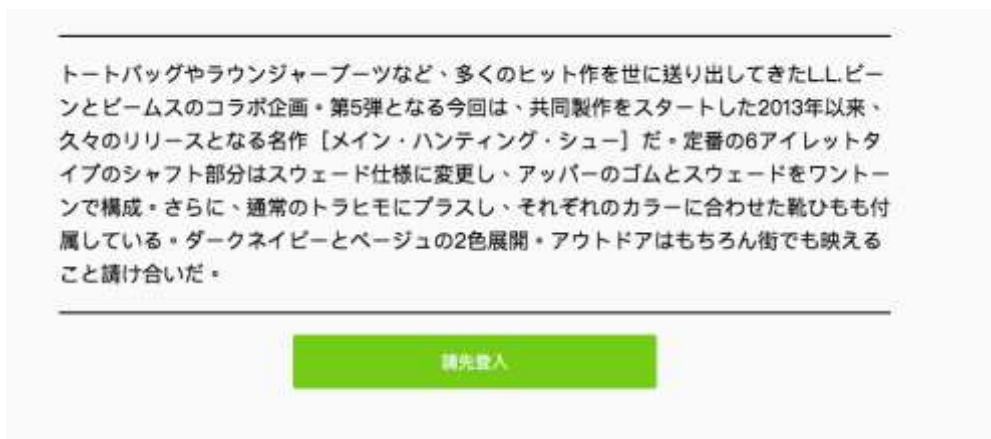 トートバッグやラウンジャーブーツなど、多くのヒット作を世に送り出してきたL.L.ビー
ンとビームスのコラボ企画。第5弾となる今回は、共同製作をスタートした2013年以来、
久々のリリースとなる名作［メイン・ハンティング・シュー］だ。定番の6アイレットタ
イプのシャフト部分はスウェード仕様に変更し、アッパーのゴムとスウェードをワントー
ンで構成。さらに、通常のトラヒモにプラスし、それぞれのカラーに合わせた靴ひもも付
属している。ダークネイビーとベージュの2色展開。アウトドアはもちろん街でも映える
こと請け合いだ。
請先登入